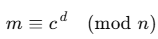 m ≡ c^d (mod n)